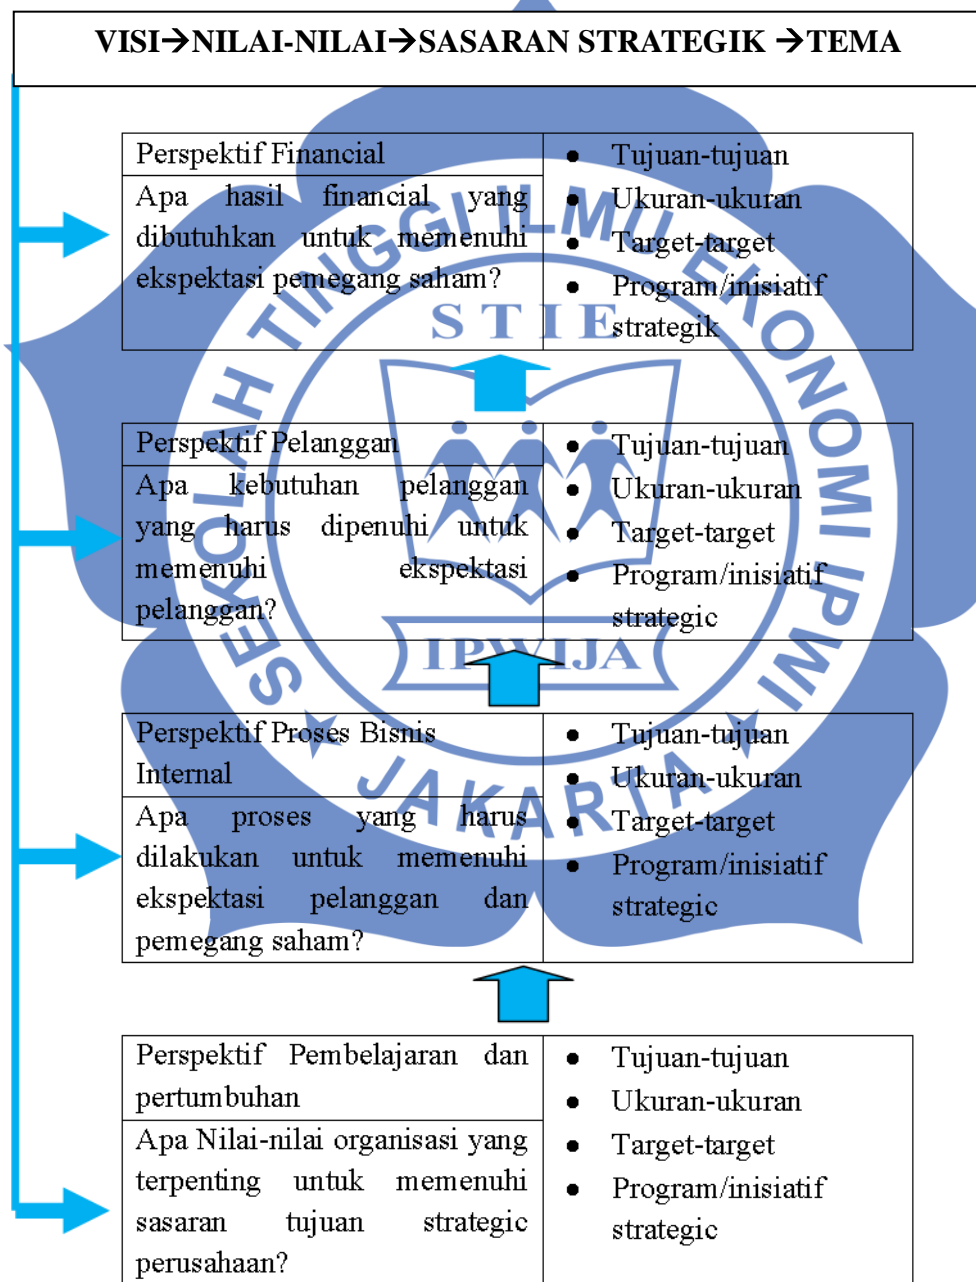 VISI→NILAI-NILAI→SASARAN STRATEGIK →TEMA
Perspektif Financial
Apa hasil financial yang
dibutuhkan untuk memenuhi
ekspektasi pemegang saham?
• Tujuan-tujuan
• Ukuran-ukuran
• Target-target
• Program/inisiatif
strategik
Perspektif Pelanggan
Apa kebutuhan pelanggan
yang harus dipenuhi untuk
memenuhi ekspektasi
pelanggan?
• Tujuan-tujuan
• Ukuran-ukuran
• Target-target
• Program/inisiatif
strategic
Perspektif Proses Bisnis
Internal
Apa proses yang harus
dilakukan untuk memenuhi
ekspektasi pelanggan dan
pemegang saham?
• Tujuan-tujuan
• Ukuran-ukuran
• Target-target
• Program/inisiatif
strategic
Perspektif Pembelajaran dan
pertumbuhan
Apa Nilai-nilai organisasi yang
terpenting untuk memenuhi
sasaran tujuan strategic
perusahaan?
• Tujuan-tujuan
• Ukuran-ukuran
• Target-target
• Program/inisiatif
strategic
SEKOLAH TINGGI ILMU EKONOMI IPWI
JAKARTA
STIE
IPWIJA